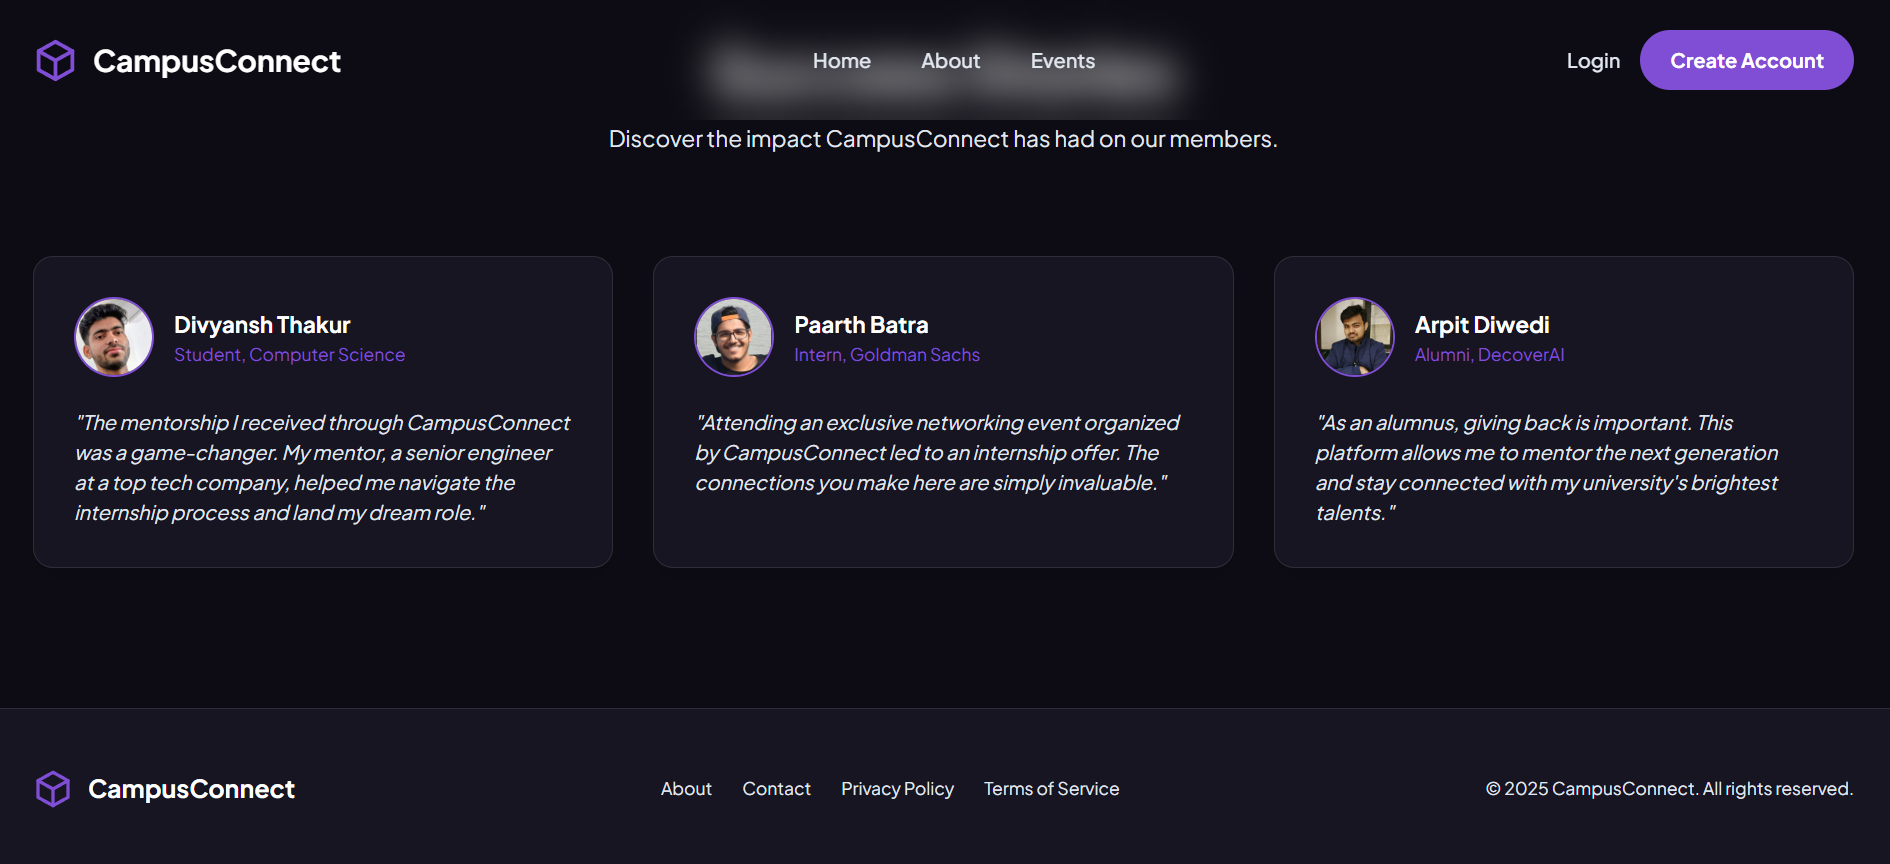 CampusConnect
Home About Events
Login
Create Account
Discover the impact CampusConnect has had on our members.
Divyansh Thakur
Student, Computer Science
"The mentorship I received through CampusConnect
was a game-changer. My mentor, a senior engineer
at a top tech company, helped me navigate the
internship process and land my dream role."
Paarth Batra
Intern, Goldman Sachs
"Attending an exclusive networking event organized
by CampusConnect led to an internship offer. The
connections you make here are simply invaluable."
Arpit Diwedi
Alumni, DecoverAI
"As an alumnus, giving back is important. This
platform allows me to mentor the next generation
and stay connected with my university's brightest
talents."
CampusConnect
About Contact Privacy Policy Terms of Service
© 2025 CampusConnect. All rights reserved.